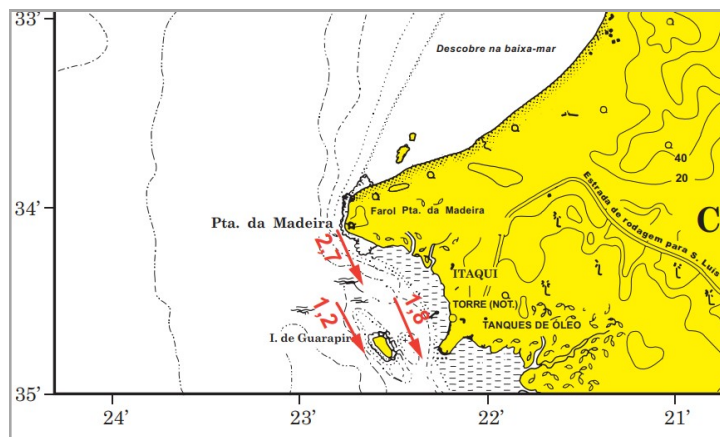 33'
Descobre na baixa-mar
40
20
34'
Farol Pta. da Madeira
Pta. da Madeira
C
Estrada de rodagem para S. Luis
2,7
ITAQUI
1,2
1,8
TORRE (NOT.)
TANQUES DE ÓLEO
I. de Guarapirá
35'
24'
23'
22'
21'